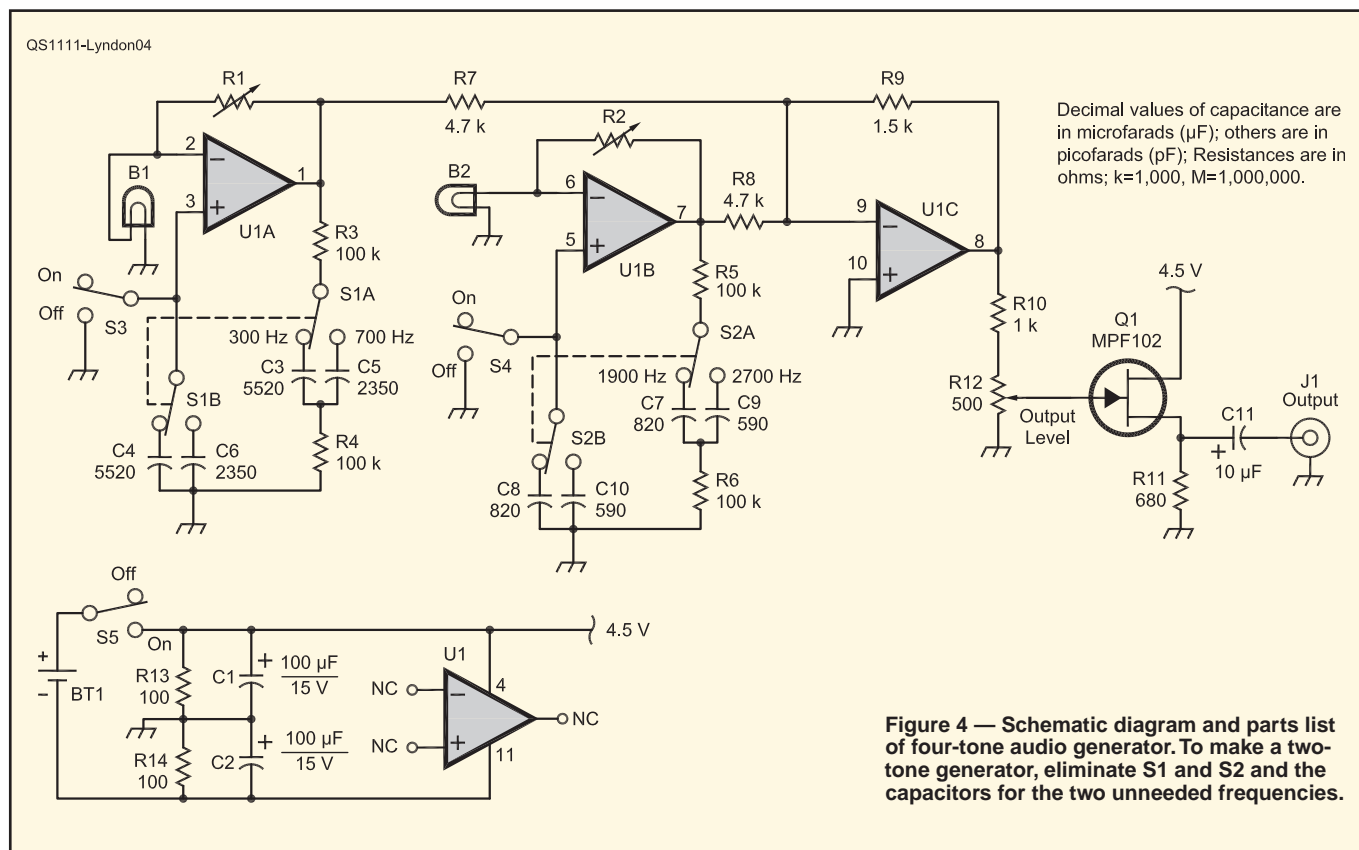 QS1111-Lyndon04
R1
R7
4.7 k
R9
1.5 k
Decimal values of capacitance are
in microfarads (µF); others are in
picofarads (pF); Resistances are in
ohms; k=1,000, M=1,000,000.
B1
2
−
3
+
1
U1A
R3
100 k
On
Off
S3
S1A
300 Hz
700 Hz
C3
5520
C5
2350
S1B
C4
5520
C6
2350
R4
100 k
R2
B2
6
−
5
+
7
U1B
R8
4.7 k
R5
100 k
On
Off
S4
S2A
1900 Hz
2700 Hz
C7
820
C9
590
S2B
C8
820
C10
590
R6
100 k
9
−
10
+
U1C
8
R10
1 k
R12
500
Output
Level
4.5 V
Q1
MPF102
C11
+
10 µF
J1
Output
R11
680
Off
S5
On
4.5 V
+
−
BT1
R13
100
C1
+
100 µF
15 V
R14
100
C2
+
100 µF
15 V
U1
NC
−
4
NC
NC
+
11
Figure 4 — Schematic diagram and parts list
of four-tone audio generator. To make a two-
tone generator, eliminate S1 and S2 and the
capacitors for the two unneeded frequencies.